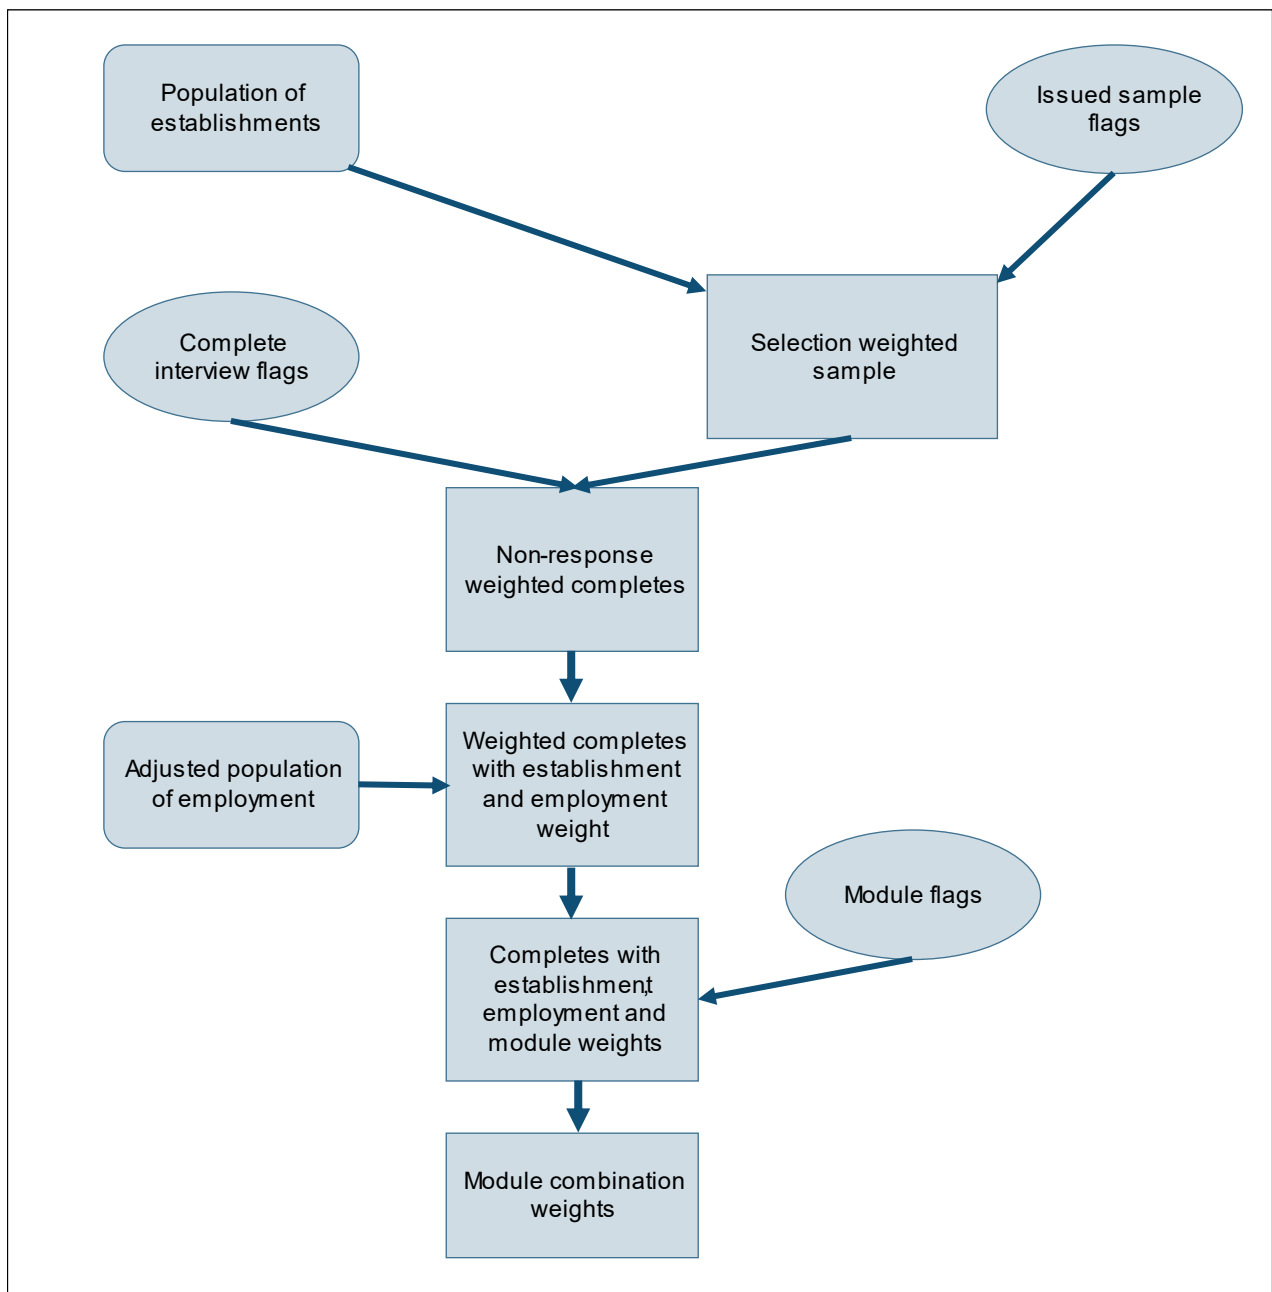 Population of
establishments
Issued sample
flags
Complete
interview flags
Selection weighted
sample
Non-response
weighted completes
Adjusted population
of employment
Weighted completes
with establishment
and employment
weight
Module flags
Completes with
establishment,
employment and
module weights
Module combination
weights